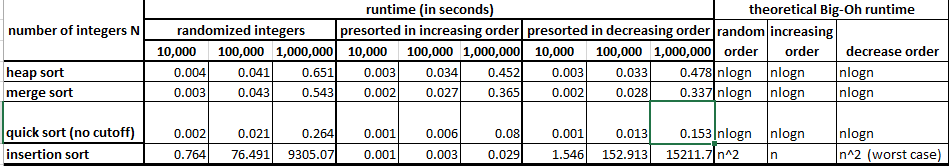 runtime (in seconds) theoretical Big-Oh runtime
number of integers N randomized integers presorted in increasing order presorted in decreasing order random order increasing order decrease order
10,000 100,000 1,000,000 10,000 100,000 1,000,000 10,000 100,000 1,000,000
heap sort 0.004 0.041 0.651 0.003 0.034 0.452 0.003 0.033 0.478 nlogn nlogn nlogn
merge sort 0.003 0.043 0.543 0.002 0.027 0.365 0.002 0.028 0.337 nlogn nlogn nlogn
quick sort (no cutoff) 0.002 0.021 0.264 0.001 0.006 0.08 0.001 0.013 0.153 nlogn nlogn nlogn
insertion sort 0.764 76.491 9305.07 0.001 0.003 0.029 1.546 152.913 15211.7 n^2 n n^2 (worst case)